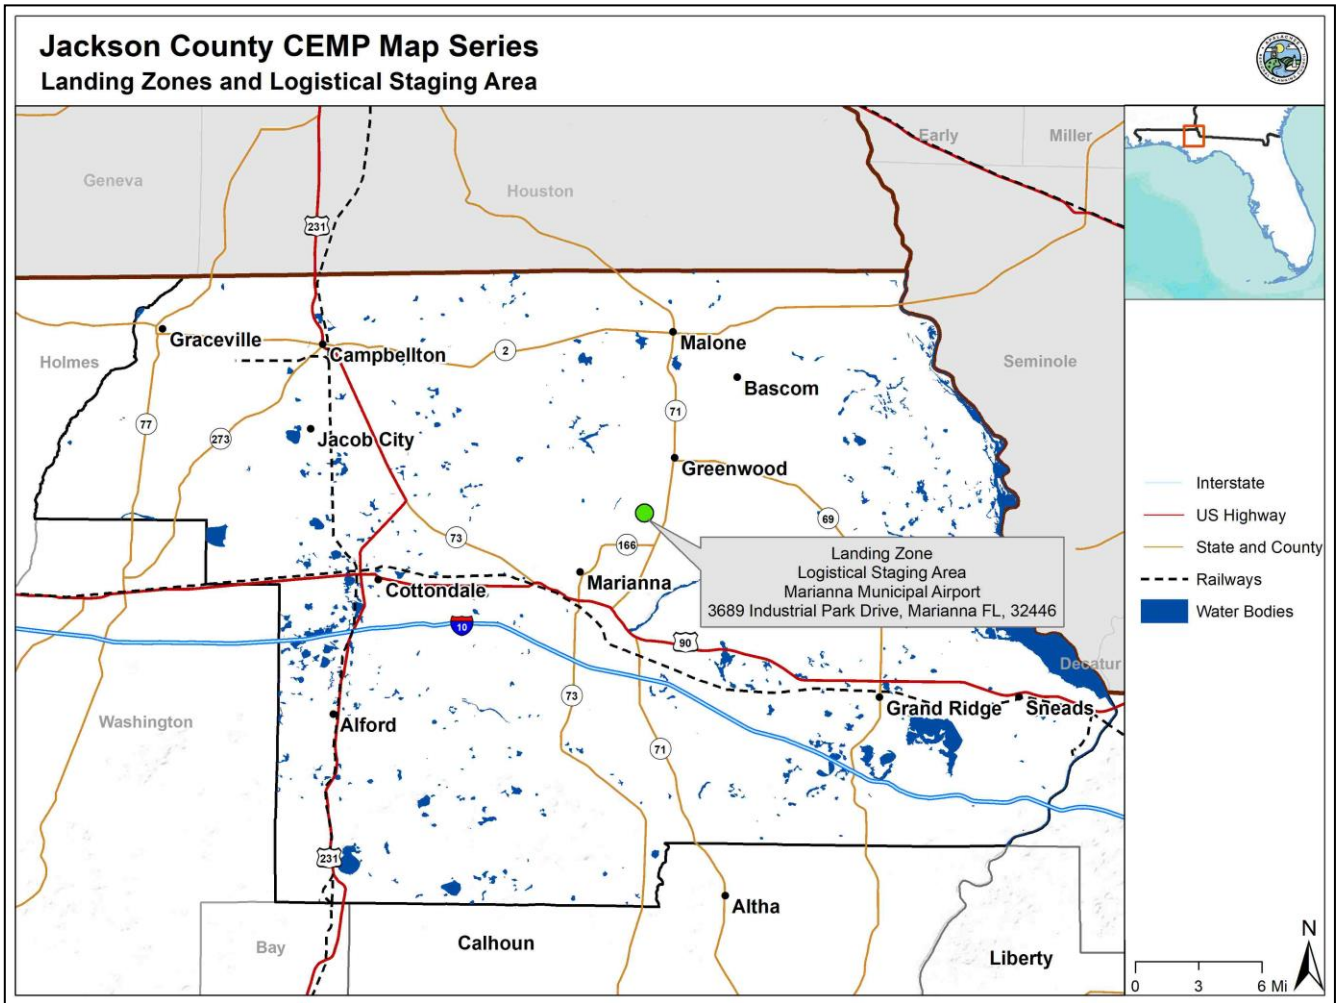 Jackson County CEMP Map Series
Landing Zones and Logistical Staging Area
Early
Miller
Geneva
Houston
231
Graceville
Campbellton
2
Malone
Holmes
Seminole
Bascom
77
273
71
Jacob City
Greenwood
69
73
166
Landing Zone
Logistical Staging Area
Marianna Municipal Airport
3689 Industrial Park Drive, Marianna FL, 32446
Marianna
Cottondale
10
90
Decatur
73
Grand Ridge
Sneads
Washington
Alford
71
231
Altha
Bay
Calhoun
Liberty
Interstate
US Highway
State and County
Railways
Water Bodies
N
0 3 6 Mi